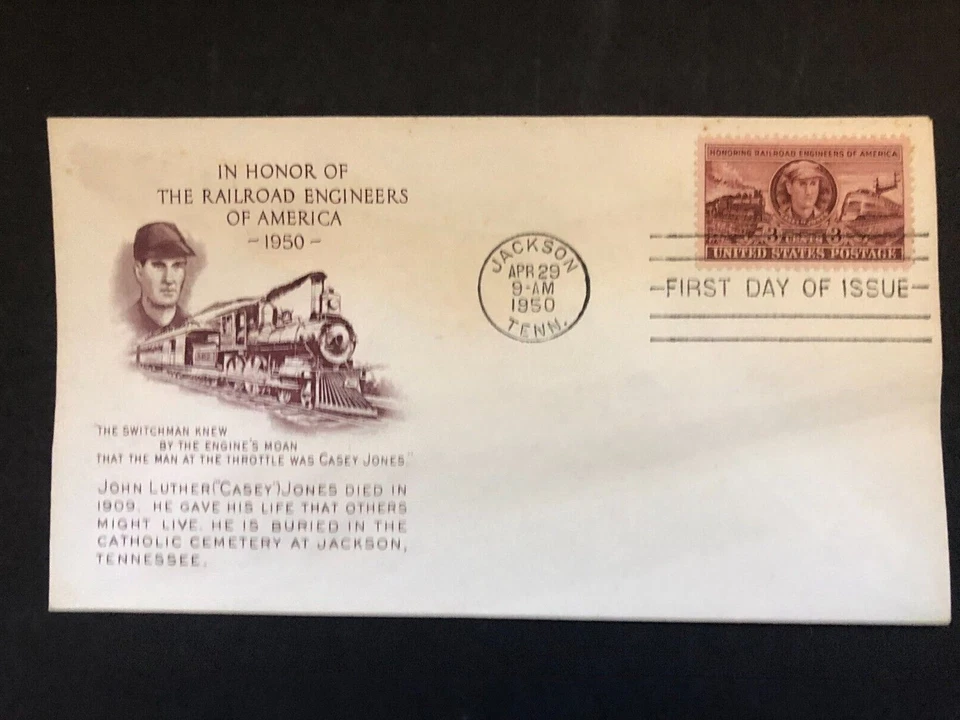 IN HONOR OF
THE RAILROAD ENGINEERS
OF AMERICA
- 1950 -
"THE SWITCHMAN KNEW
BY THE ENGINE'S MOAN
THAT THE MAN AT THE THROTTLE WAS CASEY JONES."
JOHN LUTHER ("CASEY") JONES DIED IN
1909. HE GAVE HIS LIFE THAT OTHERS
MIGHT LIVE. HE IS BURIED IN THE
CATHOLIC CEMETERY AT JACKSON,
TENNESSEE.
JACKSON
APR 29
9-AM
1950
TENN.
HONORING RAILROAD ENGINEERS OF AMERICA
3 CENTS 3
UNITED STATES POSTAGE
FIRST DAY OF ISSUE